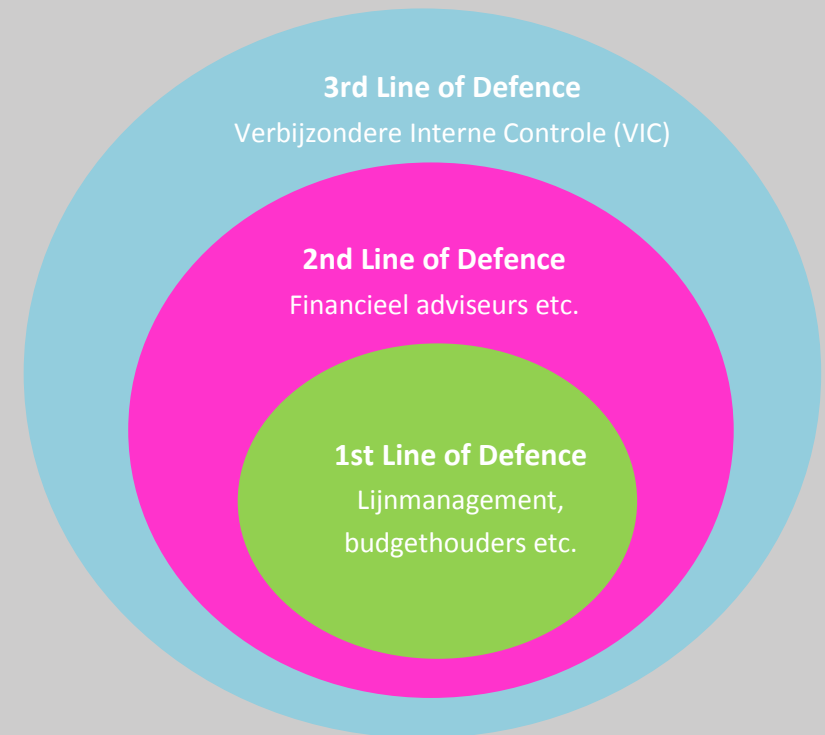 3rd Line of Defence
Verbijzondere Interne Controle (VIC)
2nd Line of Defence
Financieel adviseurs etc.
1st Line of Defence
Lijnmanagement,
budgethouders etc.